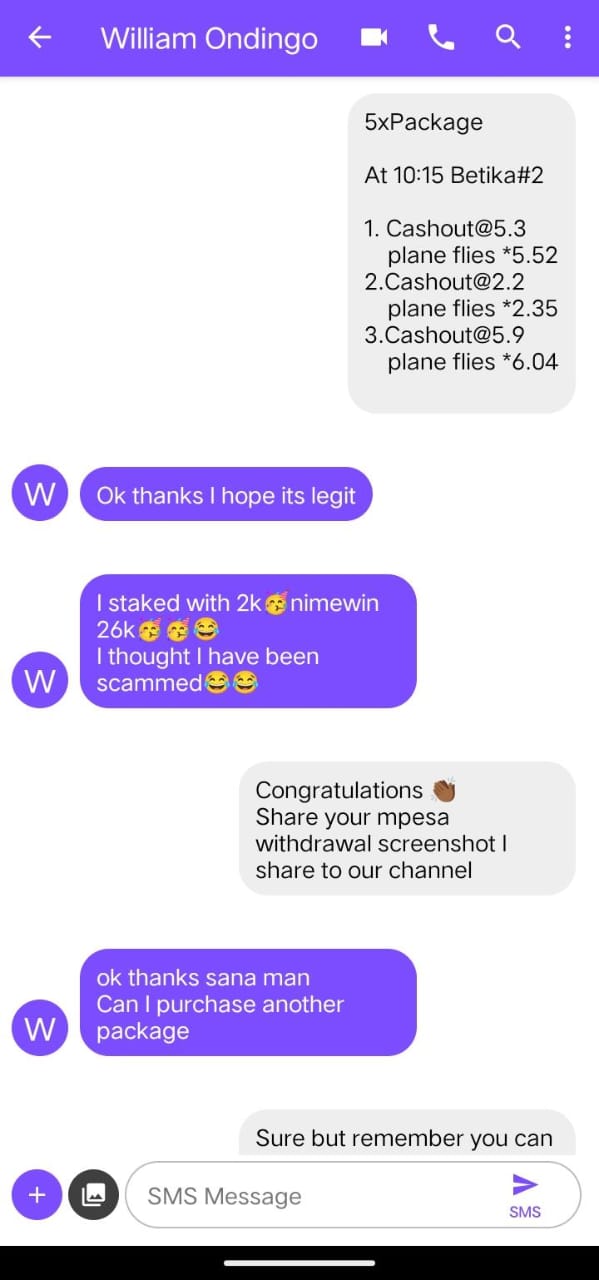 William Ondingo
5xPackage
At 10:15 Betika#2
1. Cashout@5.3
plane flies *5.52
2.Cashout@2.2
plane flies *2.35
3.Cashout@5.9
plane flies *6.04
W
Ok thanks I hope its legit
I staked with 2k🥳nimewin
26k🥳🥳😂
I thought I have been
scammed😂😂
W
Congratulations 👏🏾
Share your mpesa
withdrawal screenshot I
share to our channel
ok thanks sana man
Can I purchase another
package
W
Sure but remember you can
SMS Message
SMS